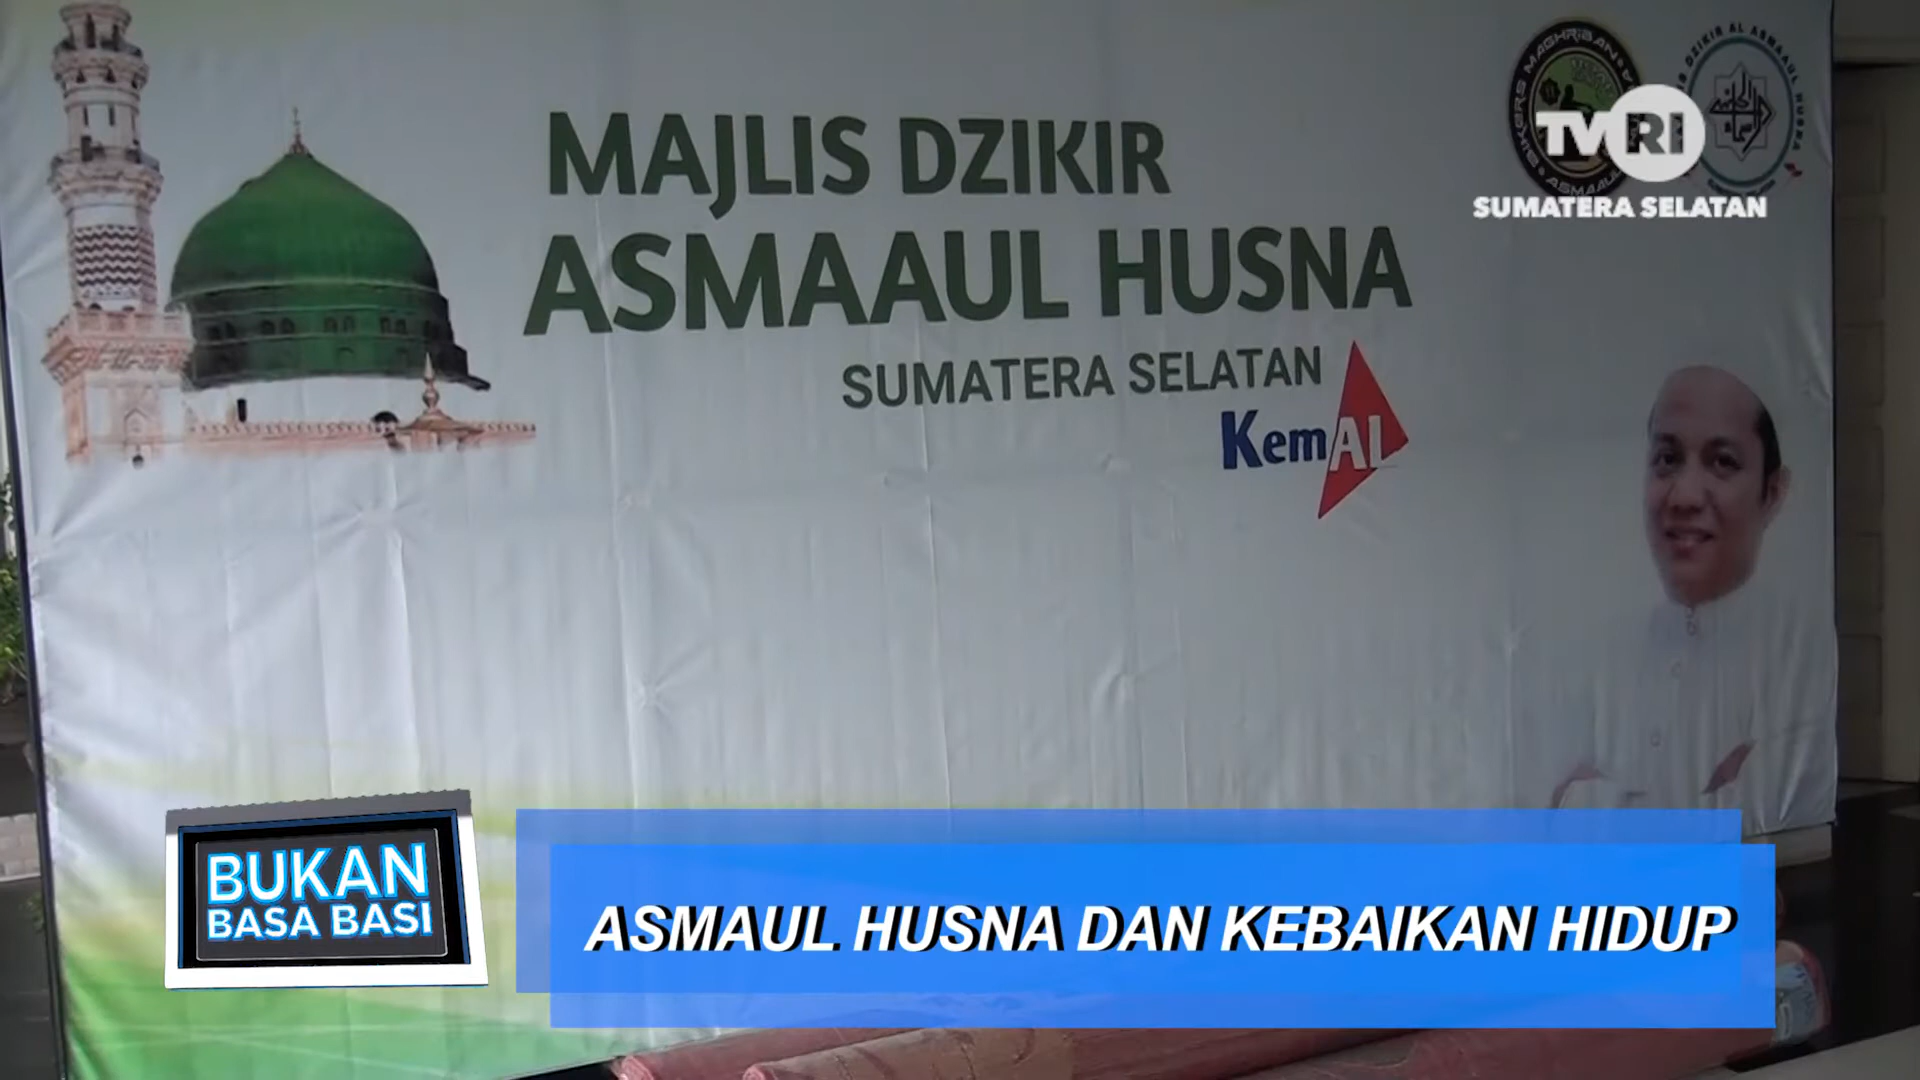 MAJLIS DZIKIR
ASMAAUL HUSNA
SUMATERA SELATAN
KemAL
TVRI
SUMATERA SELATAN
BUKAN
BASA BASI
ASMAUL HUSNA DAN KEBAIKAN HIDUP